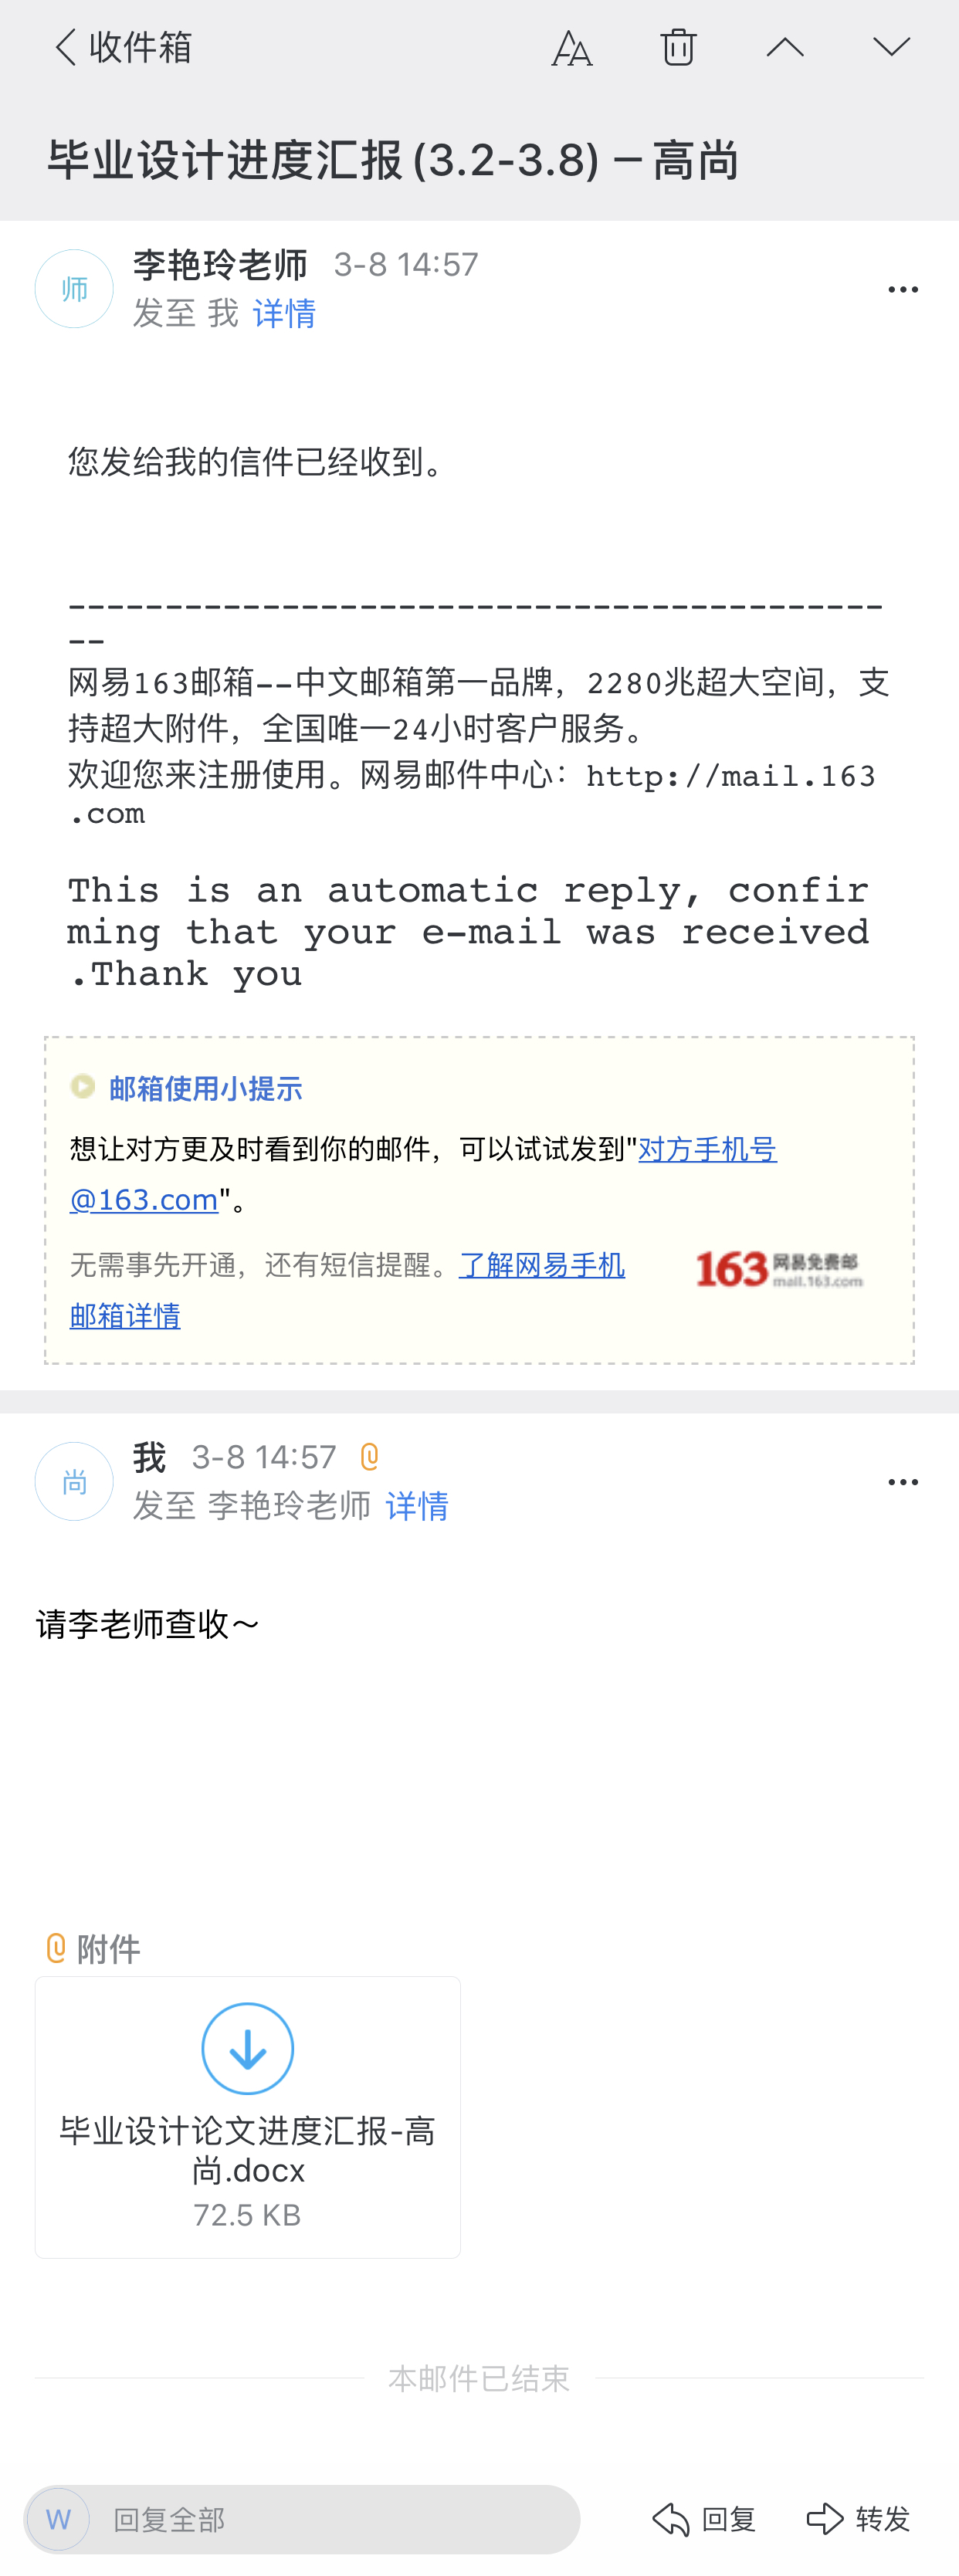 收件箱
毕业设计进度汇报(3.2-3.8) – 高尚
师
李艳玲老师 3-8 14:57
发至 我 详情
您发给我的信件已经收到。
------------------------------------------
--
网易163邮箱--中文邮箱第一品牌，2280兆超大空间，支
持超大附件，全国唯一24小时客户服务。
欢迎您来注册使用。网易邮件中心：http://mail.163
.com
This is an automatic reply, confir
ming that your e-mail was received
.Thank you
邮箱使用小提示
想让对方更及时看到你的邮件，可以试试发到"对方手机号
@163.com"。
无需事先开通，还有短信提醒。了解网易手机
邮箱详情
163 网易免费邮
mail.163.com
尚
我 3-8 14:57
发至 李艳玲老师 详情
请李老师查收～
附件
毕业设计论文进度汇报-高
尚.docx
72.5 KB
本邮件已结束
W 回复全部 回复 转发